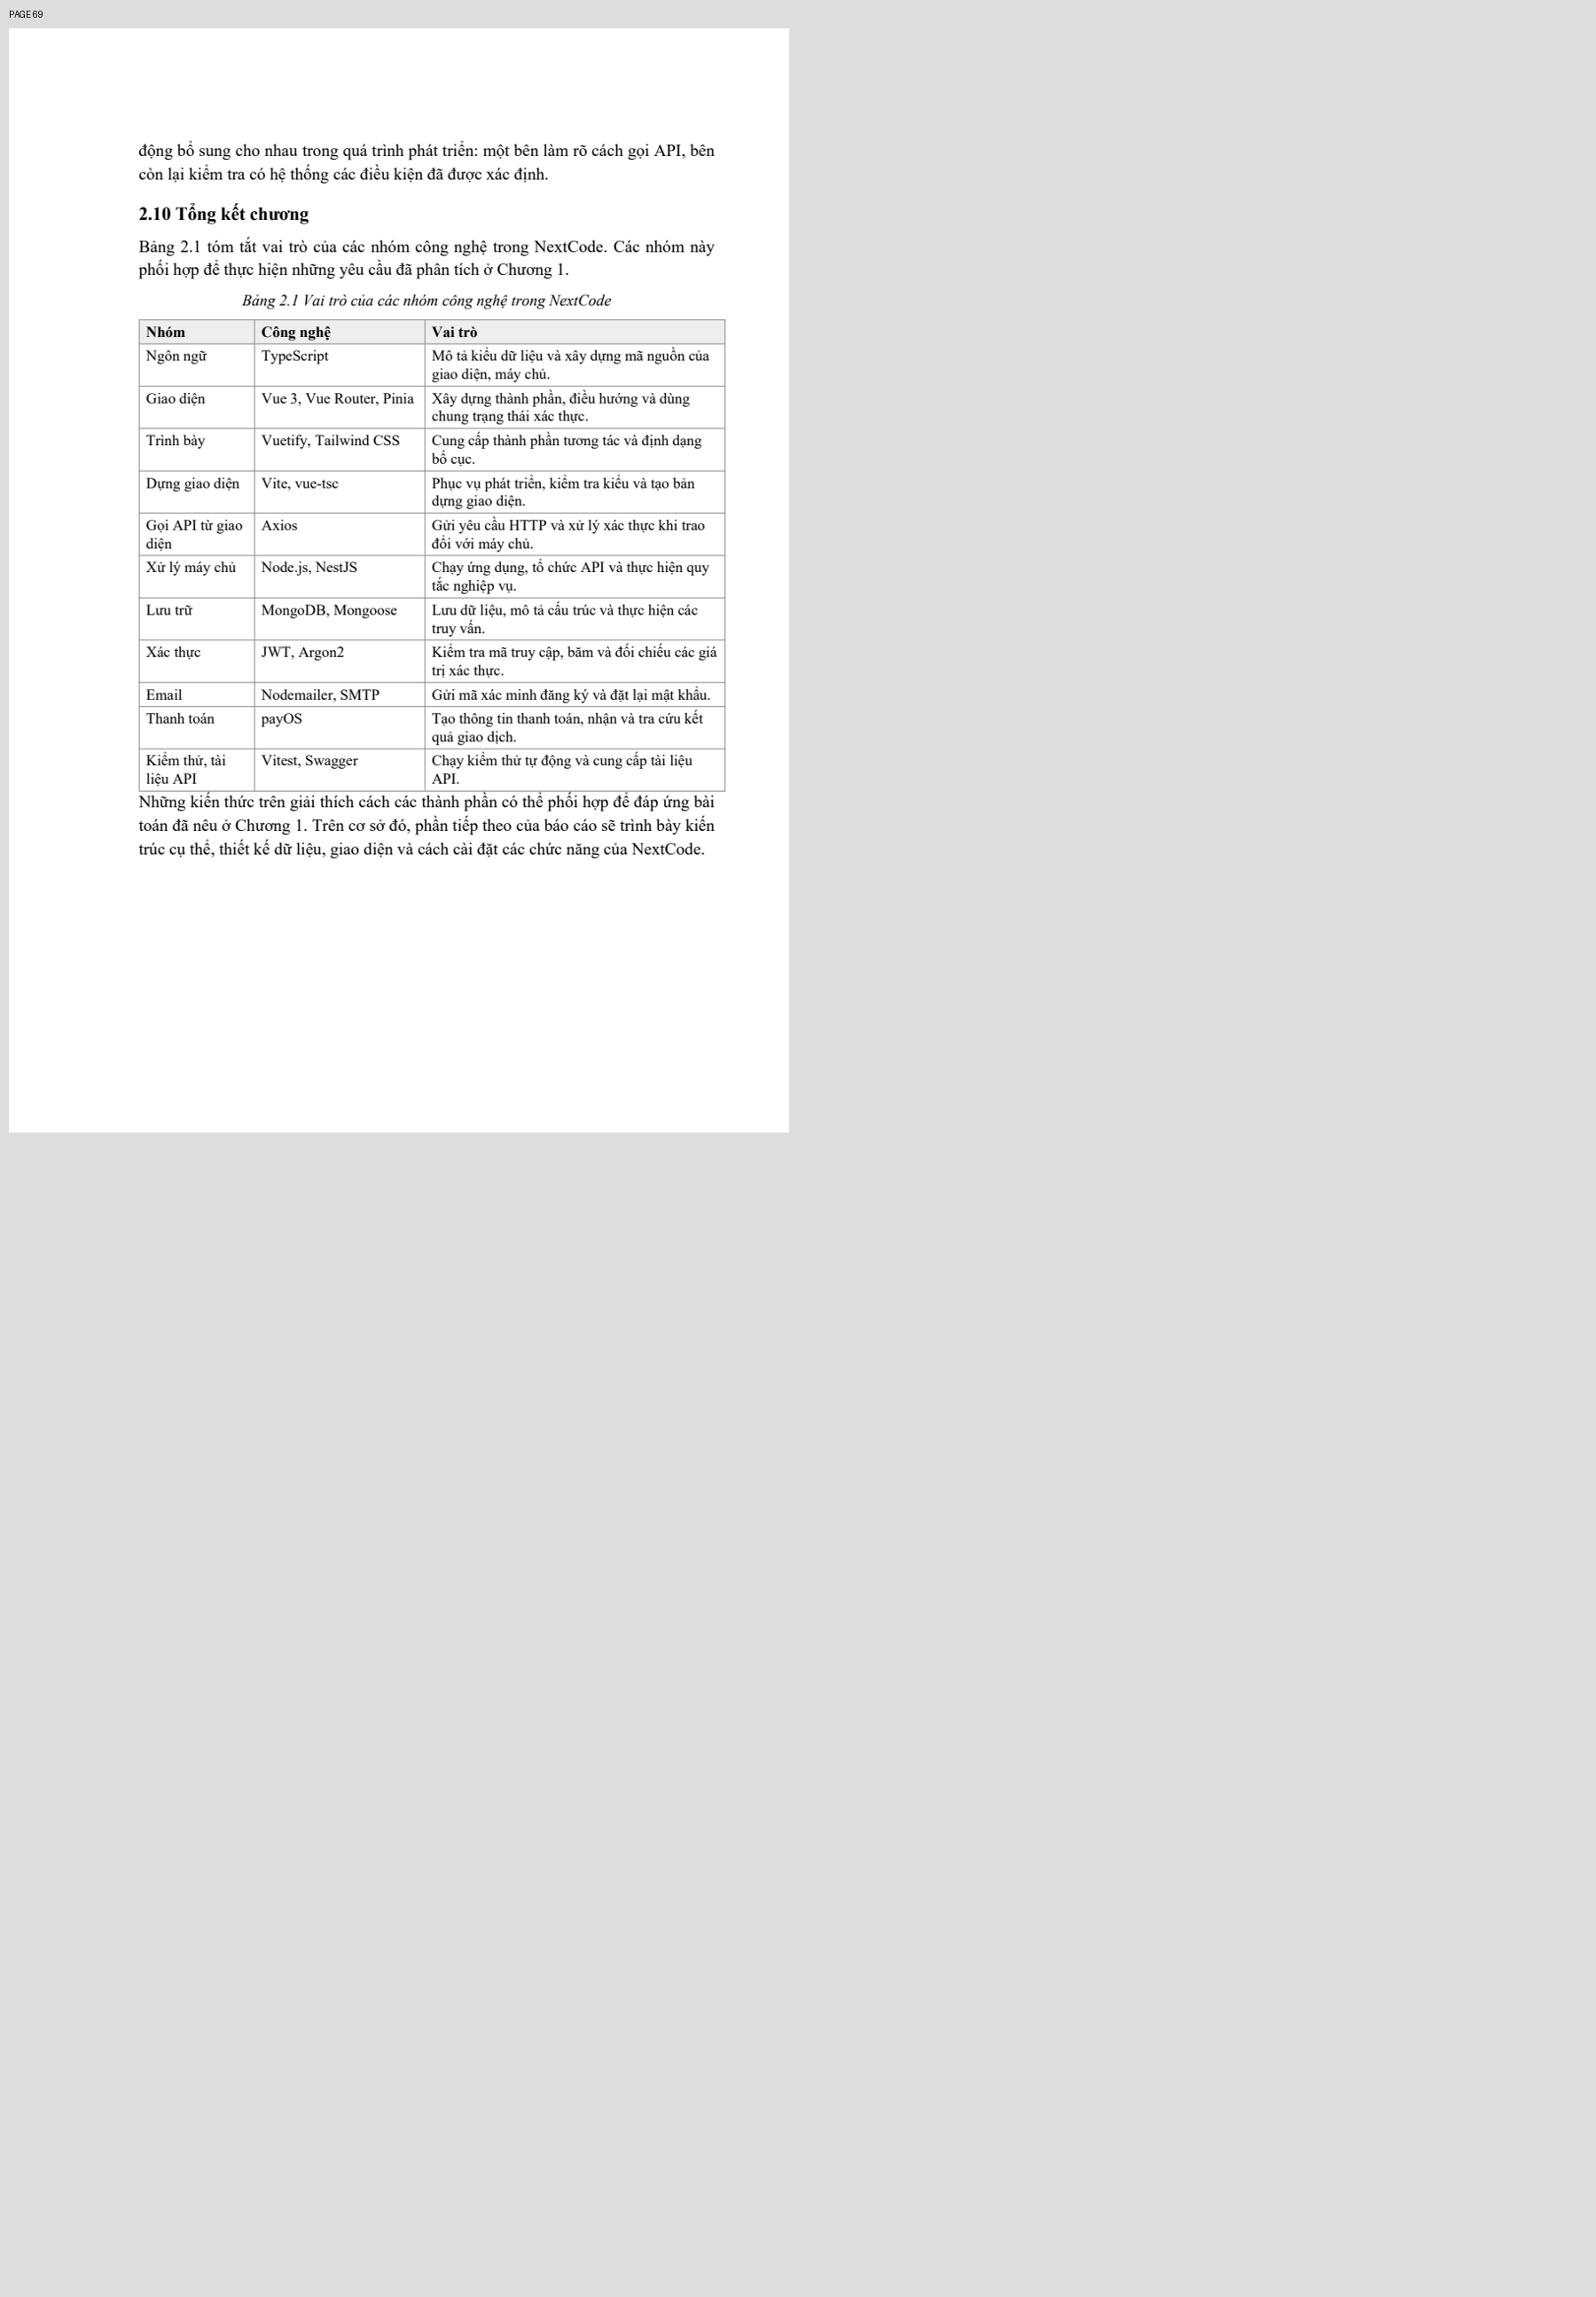 PAGE 69
động bổ sung cho nhau trong quá trình phát triển: một bên làm rõ cách gọi API, bên
còn lại kiểm tra có hệ thống các điều kiện đã được xác định.
2.10 Tổng kết chương
Bảng 2.1 tóm tắt vai trò của các nhóm công nghệ trong NextCode. Các nhóm này
phối hợp để thực hiện những yêu cầu đã phân tích ở Chương 1.
Bảng 2.1 Vai trò của các nhóm công nghệ trong NextCode
Nhóm Công nghệ Vai trò
Ngôn ngữ TypeScript Mô tả kiểu dữ liệu và xây dựng mã nguồn của
giao diện, máy chủ.
Giao diện Vue 3, Vue Router, Pinia Xây dựng thành phần, điều hướng và dùng
chung trạng thái xác thực.
Trình bày Vuetify, Tailwind CSS Cung cấp thành phần tương tác và định dạng
bố cục.
Dựng giao diện Vite, vue-tsc Phục vụ phát triển, kiểm tra kiểu và tạo bản
dựng giao diện.
Gọi API từ giao Axios Gửi yêu cầu HTTP và xử lý xác thực khi trao
diện đổi với máy chủ.
Xử lý máy chủ Node.js, NestJS Chạy ứng dụng, tổ chức API và thực hiện quy
tắc nghiệp vụ.
Lưu trữ MongoDB, Mongoose Lưu dữ liệu, mô tả cấu trúc và thực hiện các
truy vấn.
Xác thực JWT, Argon2 Kiểm tra mã truy cập, băm và đối chiếu các giá
trị xác thực.
Email Nodemailer, SMTP Gửi mã xác minh đăng ký và đặt lại mật khẩu.
Thanh toán payOS Tạo thông tin thanh toán, nhận và tra cứu kết
quả giao dịch.
Kiểm thử, tài Vitest, Swagger Chạy kiểm thử tự động và cung cấp tài liệu
liệu API API.
Những kiến thức trên giải thích cách các thành phần có thể phối hợp để đáp ứng bài
toán đã nêu ở Chương 1. Trên cơ sở đó, phần tiếp theo của báo cáo sẽ trình bày kiến
trúc cụ thể, thiết kế dữ liệu, giao diện và cách cài đặt các chức năng của NextCode.